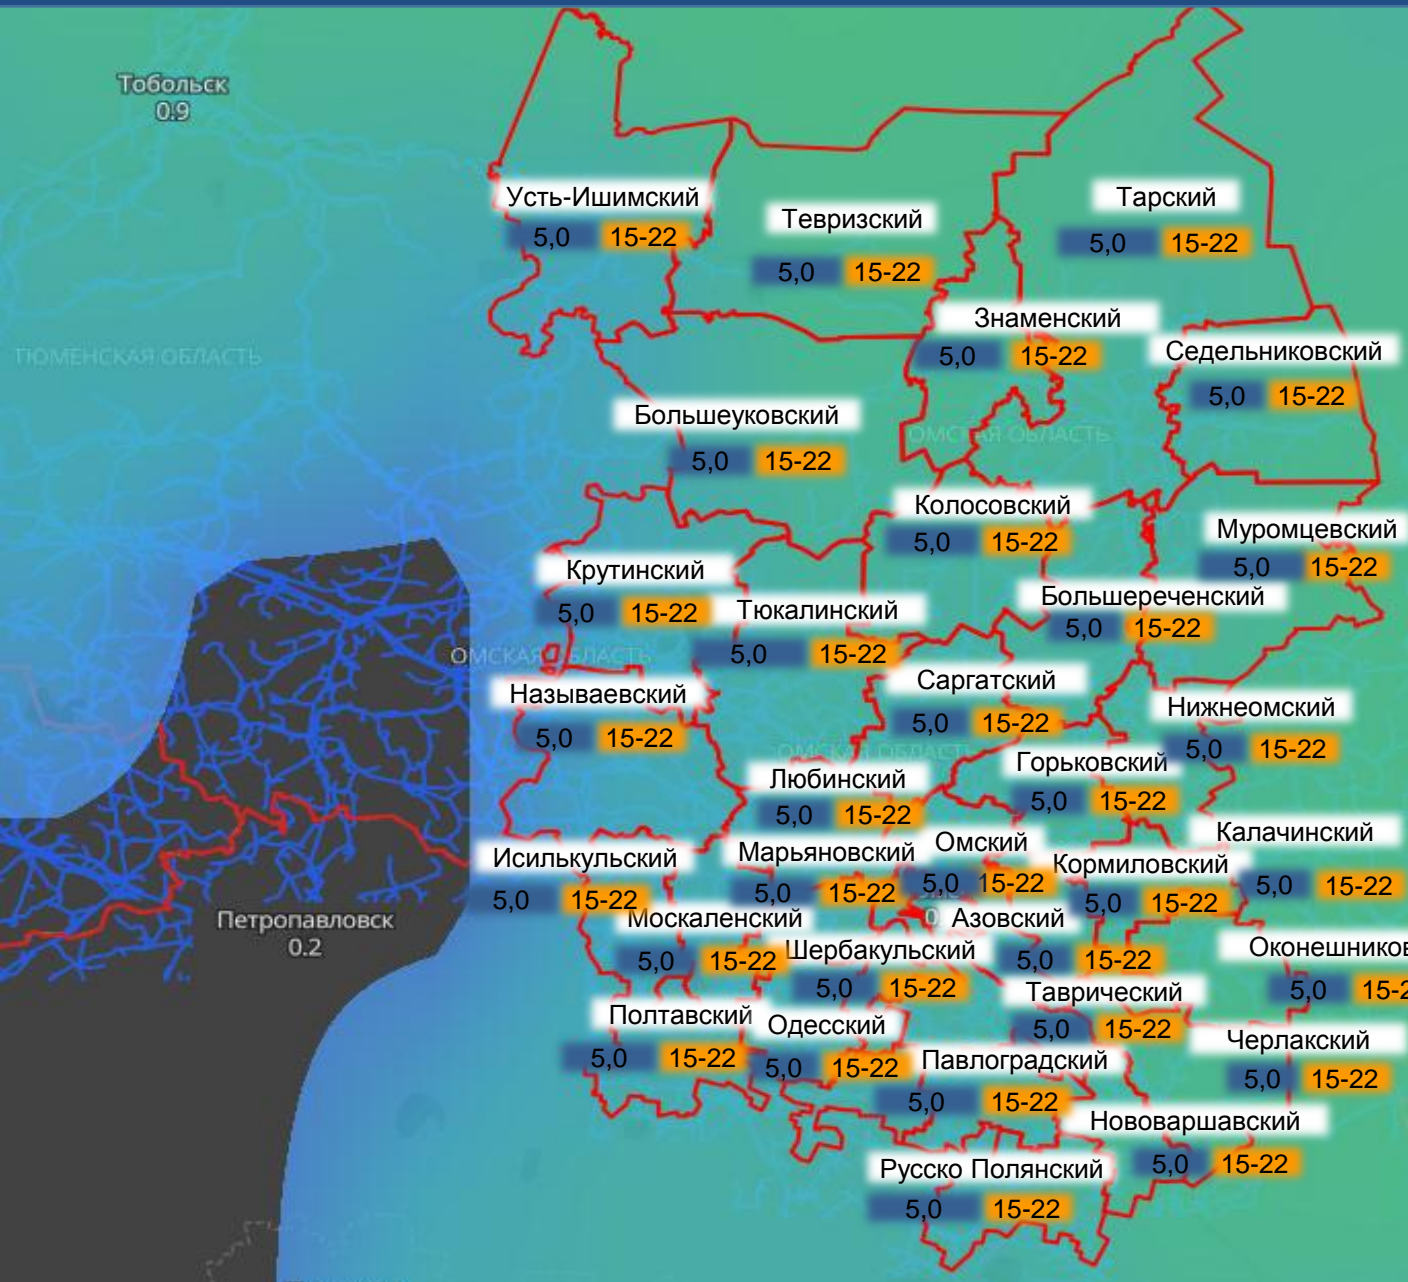 Тобольск
0.9
Усть-Ишимский
5,0 15-22
Тевризский
5,0 15-22
Тарский
5,0 15-22
Знаменский
5,0 15-22
Седельниковский
5,0 15-22
ТЮМЕНСКАЯ ОБЛАСТЬ
Большеуковский
5,0 15-22
ОМСКАЯ ОБЛАСТЬ
Колосовский
5,0 15-22
Муромцевский
5,0 15-22
Крутинский
5,0 15-22
Тюкалинский
5,0 15-22
Большереченский
5,0 15-22
ОМСКАЯ ОБЛАСТЬ
Называевский
5,0 15-22
Саргатский
5,0 15-22
Нижнеомский
5,0 15-22
ОМСКАЯ ОБЛАСТЬ
Любинский
5,0 15-22
Горьковский
5,0 15-22
Исилькульский
5,0 15-22
Марьяновский
5,0 15-22
Омский
5,0 15-22
Кормиловский
5,0 15-22
Калачинский
5,0 15-22
Петропавловск
0.2
Москаленский
5,0 15-22
Шербакульский
5,0 15-22
Азовский
5,0 15-22
Оконешников
5,0 15-2
Полтавский
5,0 15-22
Одесский
5,0 15-22
Таврический
5,0 15-22
Черлакский
5,0 15-22
Павлоградский
5,0 15-22
Нововаршавский
5,0 15-22
Русско Полянский
5,0 15-22